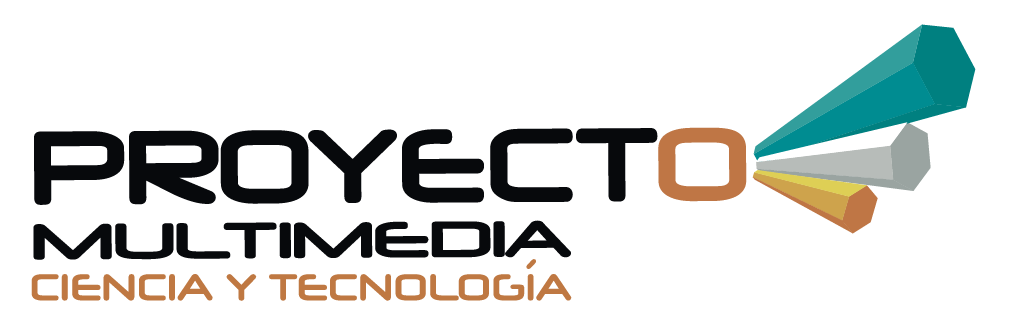 PROYECTO
MULTIMEDIA
CIENCIA Y TECNOLOGÍA